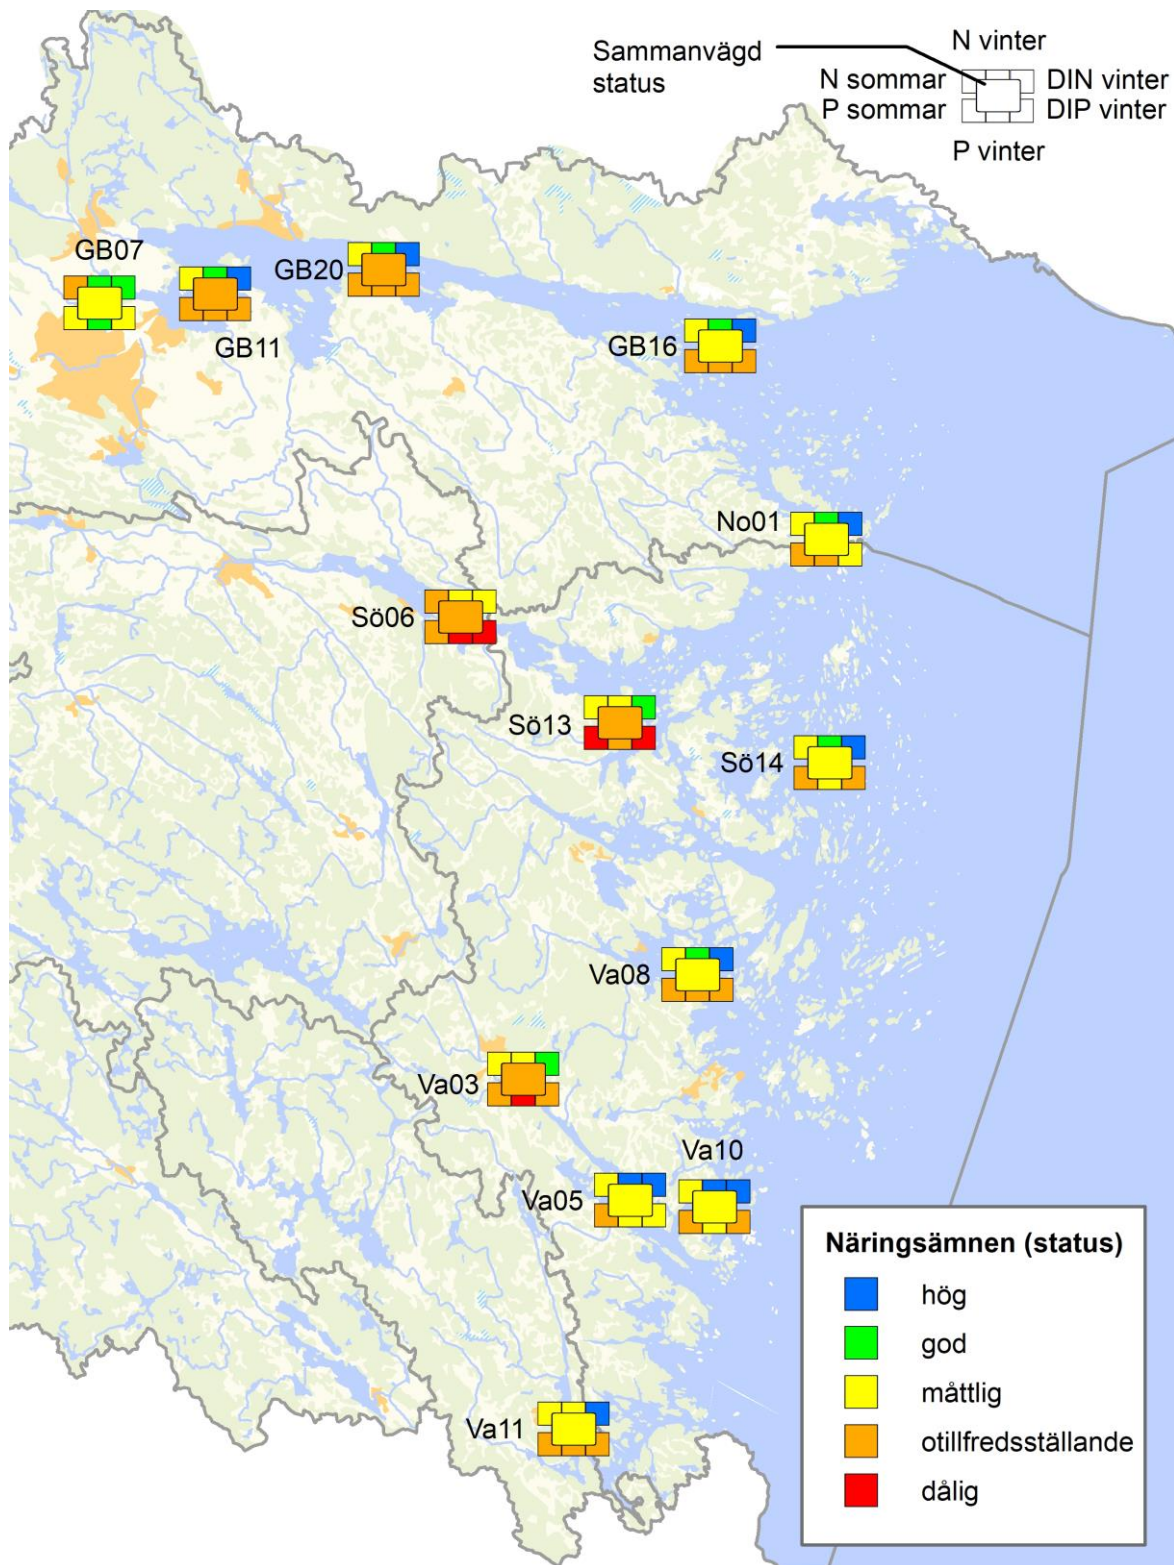 Sammanvägd
status
N vinter
N sommar
DIN vinter
P sommar
DIP vinter
P vinter
GB07
GB20
GB11
GB16
No01
Sö06
Sö13
Sö14
Va08
Va03
Va10
Va05
Va11
Näringsämnen (status)
hög
god
måttlig
otillfredsställande
dålig